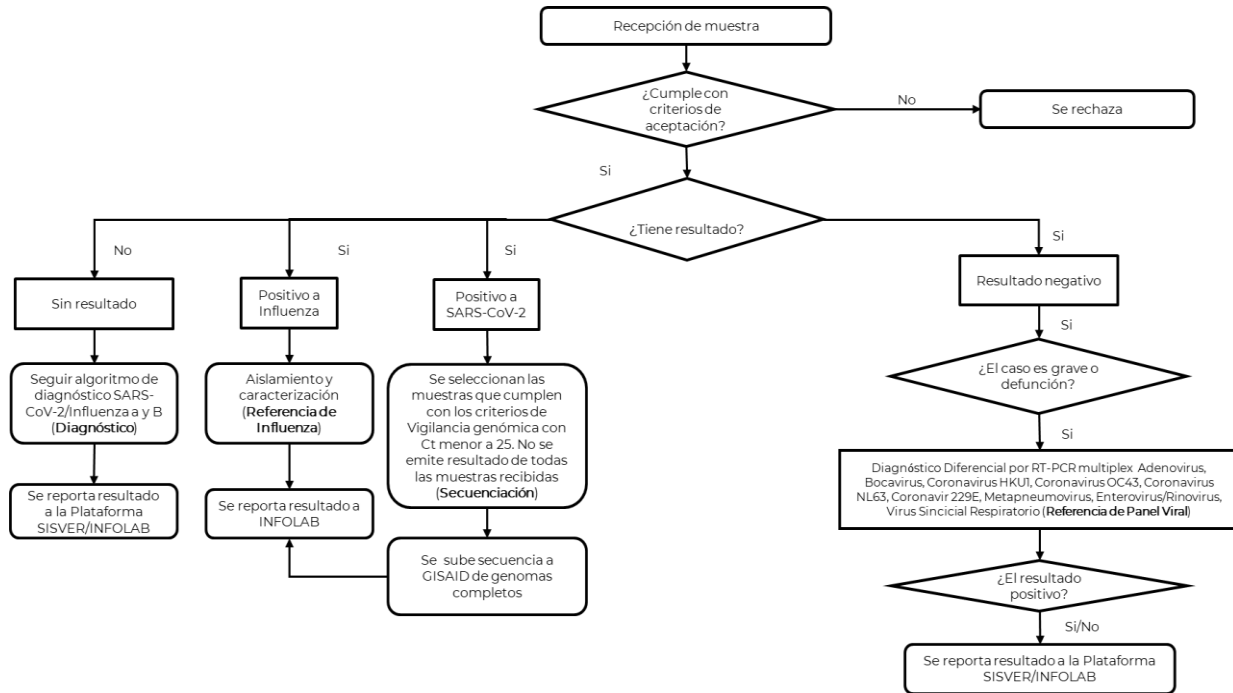 Recepción de muestra
¿Cumple con
criterios de
aceptación?
No
Se rechaza
Si
¿Tiene resultado?
No
Si
Si
Si
Sin resultado
Positivo a
Influenza
Positivo a
SARS-CoV-2
Resultado negativo
Si
Seguir algoritmo de
diagnóstico SARS-
CoV-2/Influenza a y B
(Diagnóstico)
Aislamiento y
caracterización
(Referencia de
Influenza)
Se seleccionan las
muestras que cumplen
con los criterios de
Vigilancia genómica con
Ct menor a 25. No se
emite resultado de todas
las muestras recibidas
(Secuenciación)
¿El caso es grave o
defunción?
Si
Se reporta resultado
a la Plataforma
SISVER/INFOLAB
Se reporta resultado a
INFOLAB
Se sube secuencia a
GISAID de genomas
completos
Diagnóstico Diferencial por RT-PCR multiplex Adenovirus,
Bocavirus, Coronavirus HKU1, Coronavirus OC43, Coronavirus
NL63, Coronavir 229E, Metapneumovirus, Enterovirus/Rinovirus,
Virus Sincicial Respiratorio (Referencia de Panel Viral)
¿El resultado
positivo?
Si/No
Se reporta resultado a la Plataforma
SISVER/INFOLAB